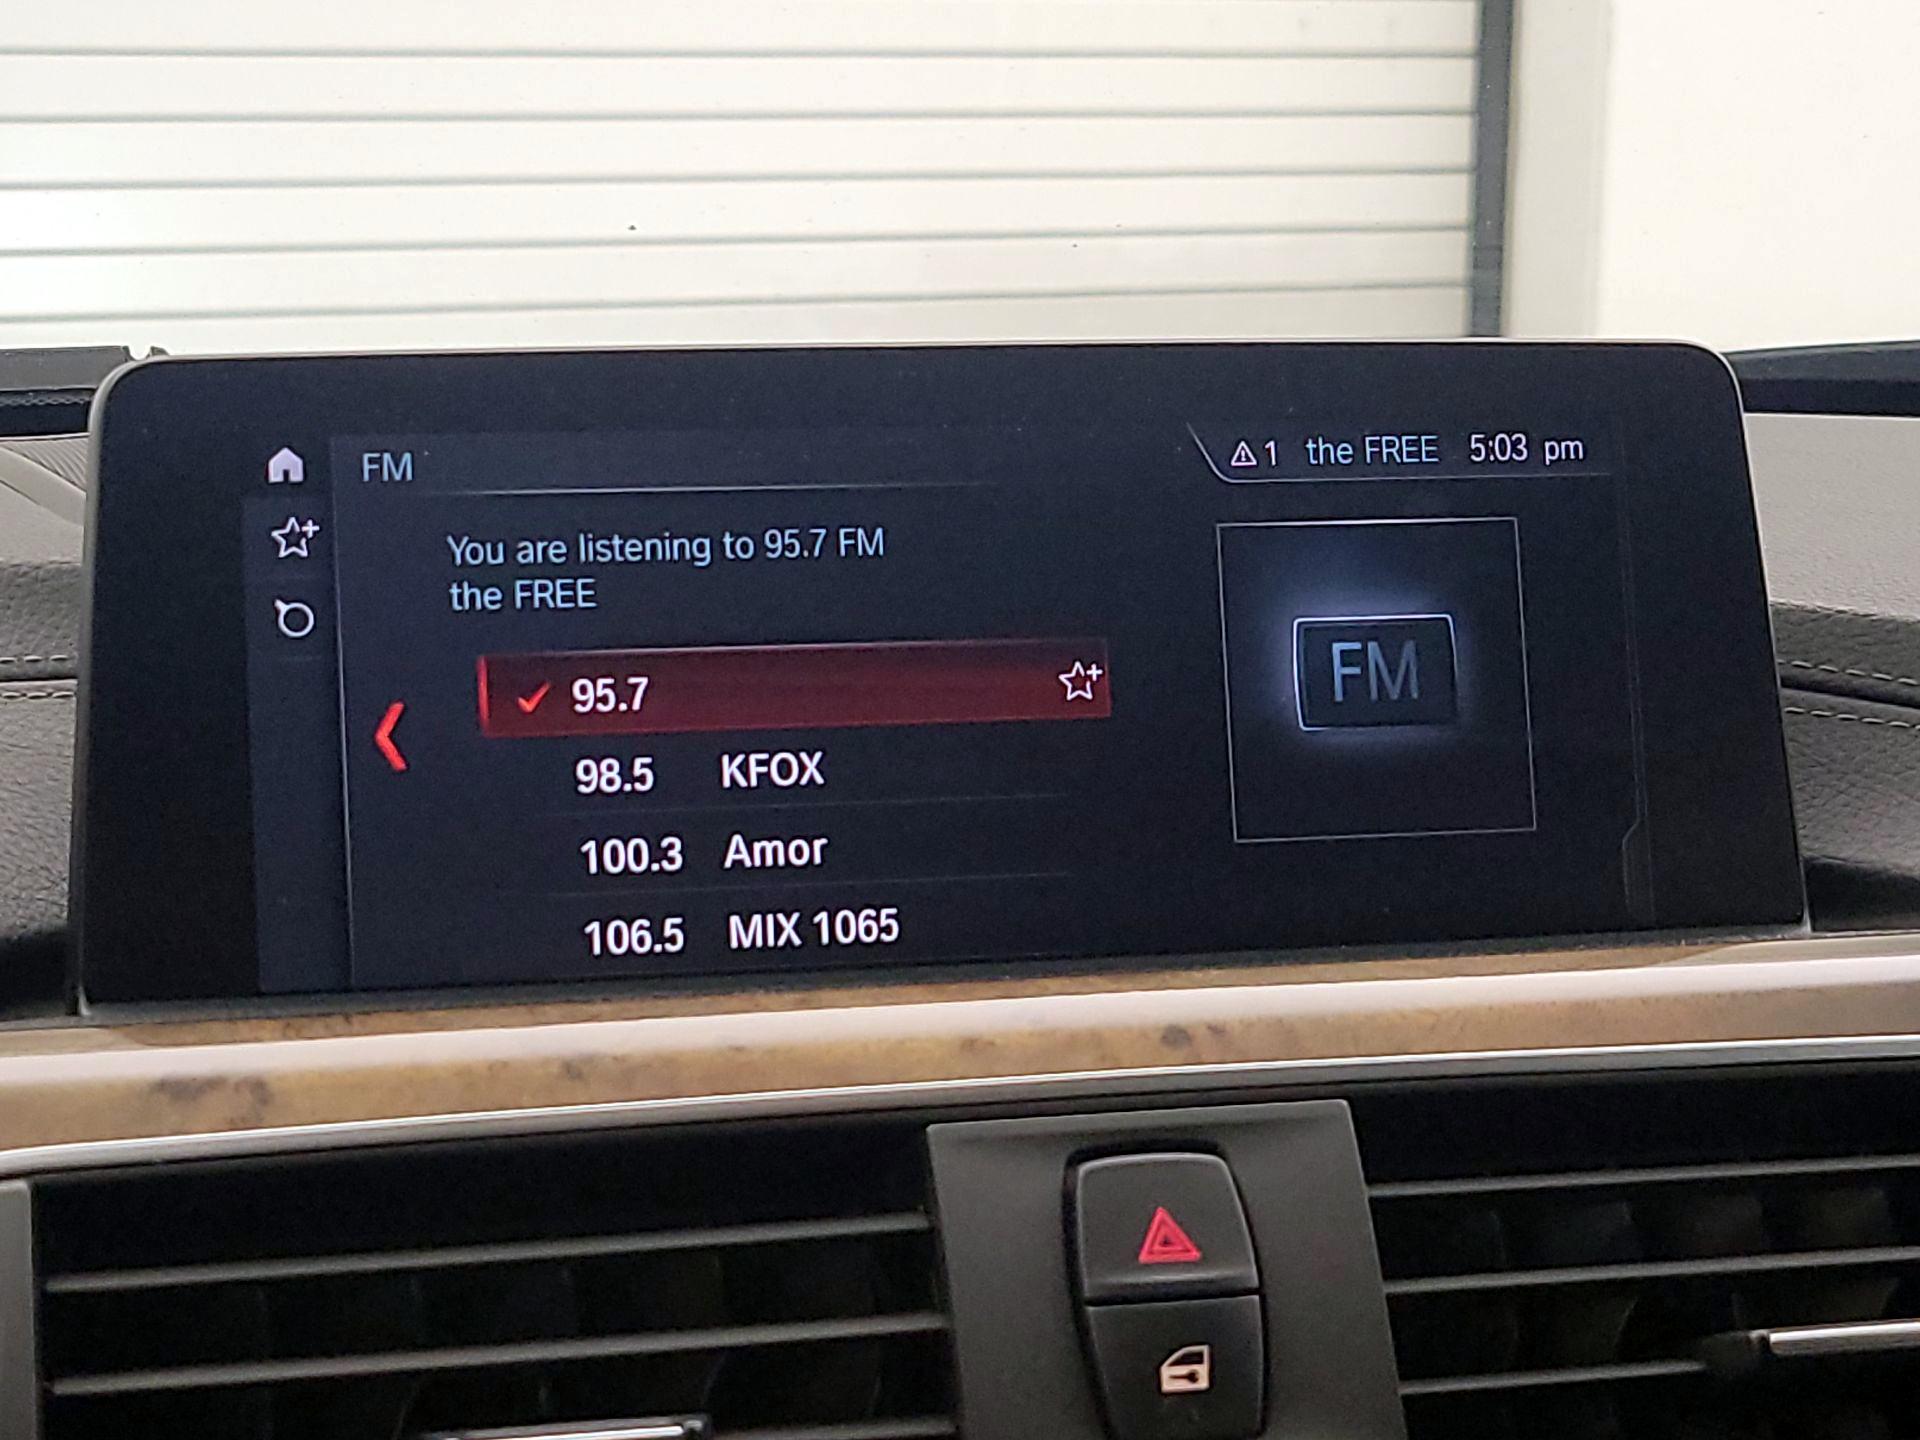 FM
1 the FREE 5:03 pm
You are listening to 95.7 FM
the FREE
95.7
98.5 KFOX
100.3 Amor
106.5 MIX 1065
FM